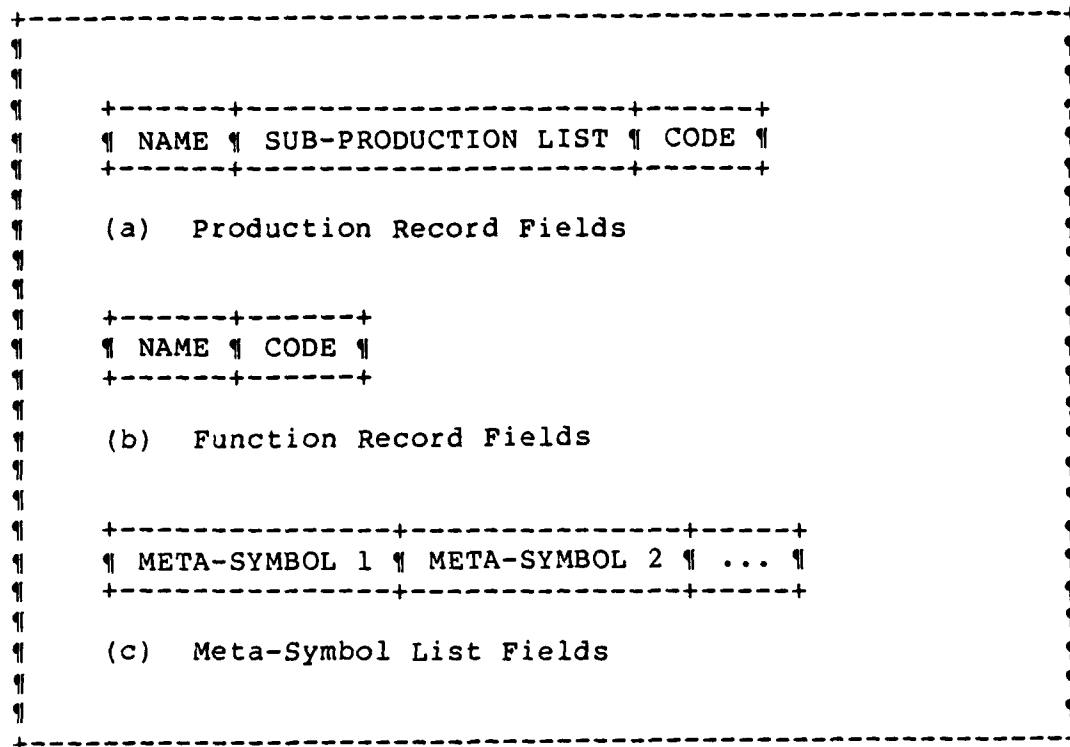 +------+---------------------+------+
¶ NAME ¶ SUB-PRODUCTION LIST ¶ CODE ¶
+------+---------------------+------+
(a) Production Record Fields
+------+------+
¶ NAME ¶ CODE ¶
+------+------+
(b) Function Record Fields
+---------------+---------------+-----+
¶ META-SYMBOL 1 ¶ META-SYMBOL 2 ¶ ... ¶
+---------------+---------------+-----+
(c) Meta-Symbol List Fields